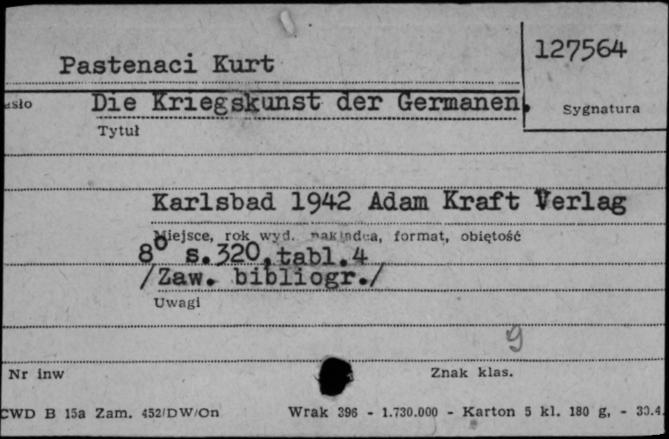 127564
Pastenaci Kurt
asło Die Kriegskunst der Germanen. Sygnatura
Tytuł
Karlsbad 1942 Adam Kraft Verlag
Miejsce, rok wyd. nakładca, format, obiętość
8° s.320,tabl.4
/Zaw. bibliogr./
Uwagi
9
Nr inw Znak klas.
CWD B 15a Zam. 452/DW/On Wrak 396 - 1.730.000 - Karton 5 kl. 180 g, - 30.4.